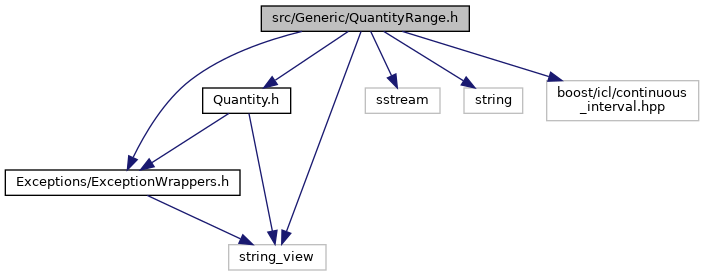 src/Generic/QuantityRange.h
Quantity.h
sstream
string
boost/icl/continuous
_interval.hpp
Exceptions/ExceptionWrappers.h
string_view